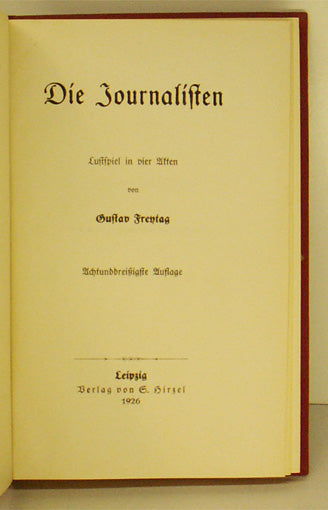 Die Journalisten
Lustspiel in vier Akten
von
Gustav Freytag
Achtunddreißigste Auflage
Leipzig
Verlag von S. Hirzel
1926